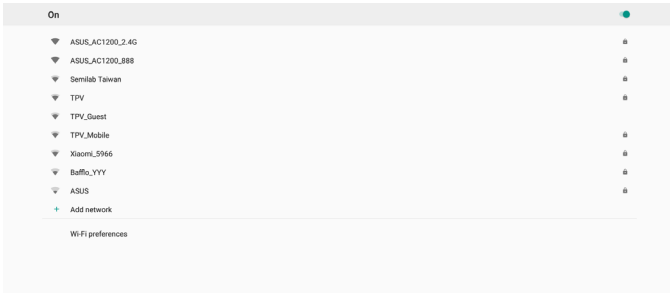 On
ASUS_AC1200_2.4G
ASUS_AC1200_888
Semilab Taiwan
TPV
TPV_Guest
TPV_Mobile
Xiaomi_5966
Bafflo_YYY
ASUS
+ Add network
Wi-Fi preferences